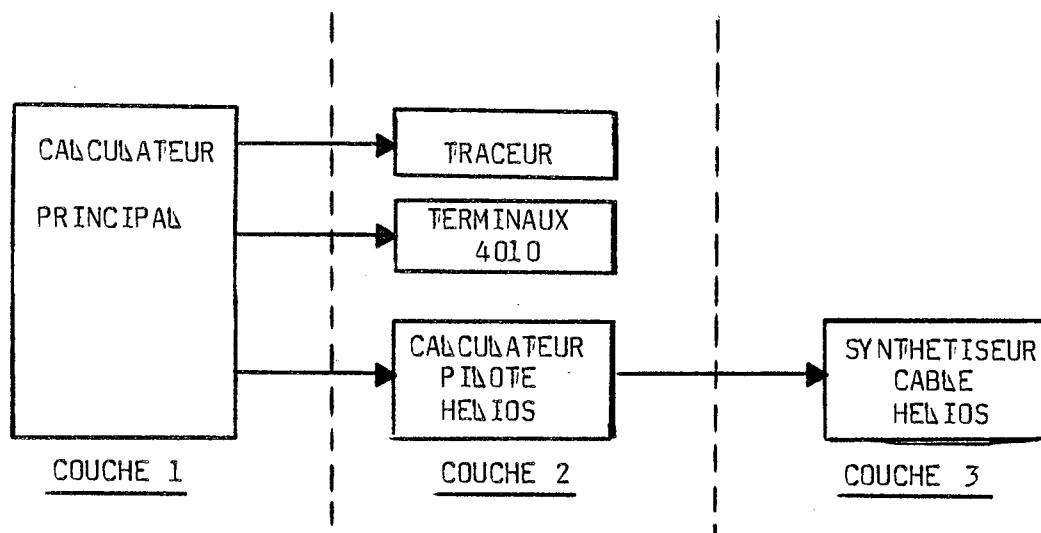 CALCULATEUR
PRINCIPAL
COUCHE 1
TRACEUR
TERMINAUX
4010
CALCULATEUR
PILOTE
HELIOS
COUCHE 2
SYNTHETISEUR
CABLE
HELIOS
COUCHE 3